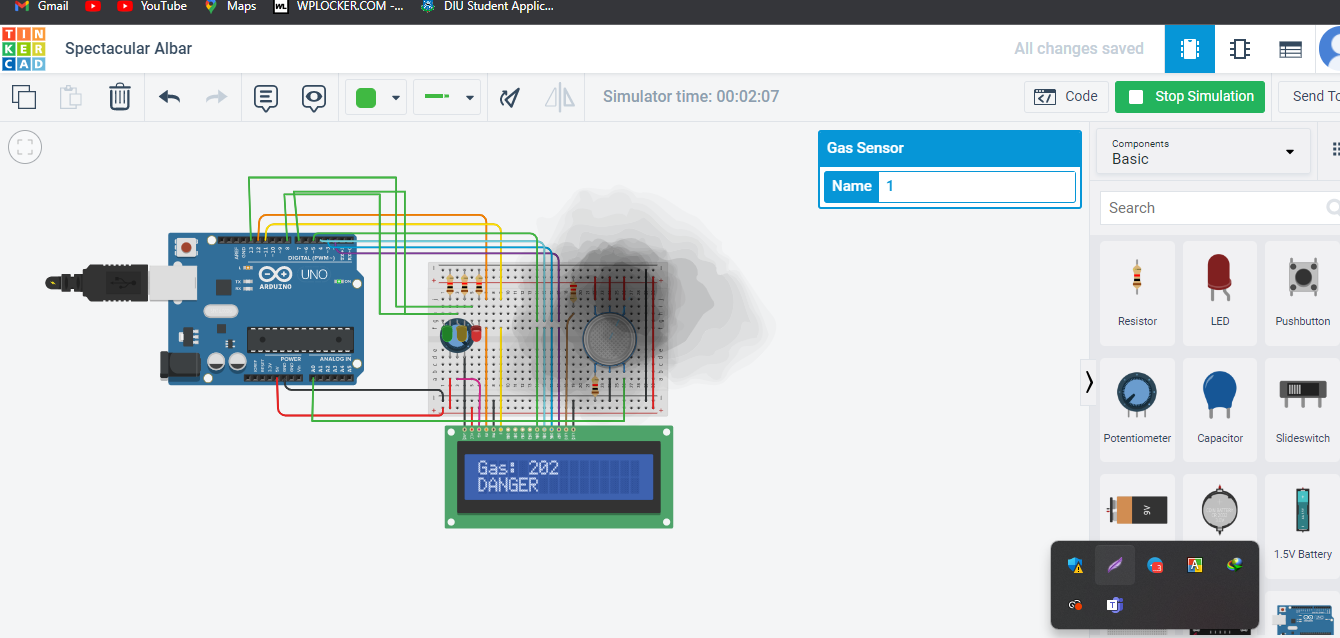 Gmail
YouTube
Maps
WL
WPLOCKER.COM -...
DIU Student Applic...
TIN
KER
CAD
Spectacular Albar
All changes saved
Simulator time: 00:02:07
Code
Stop Simulation
Send To
Gas Sensor
Name 1
Components
Basic
Search
Resistor
LED
Pushbutton
Potentiometer
Capacitor
Slideswitch
9V
1.5V Battery
DIGITAL (PWM~)
UNO
ARDUINO
TX
RX
ON
POWER
ANALOG IN
Gas: 202
DANGER